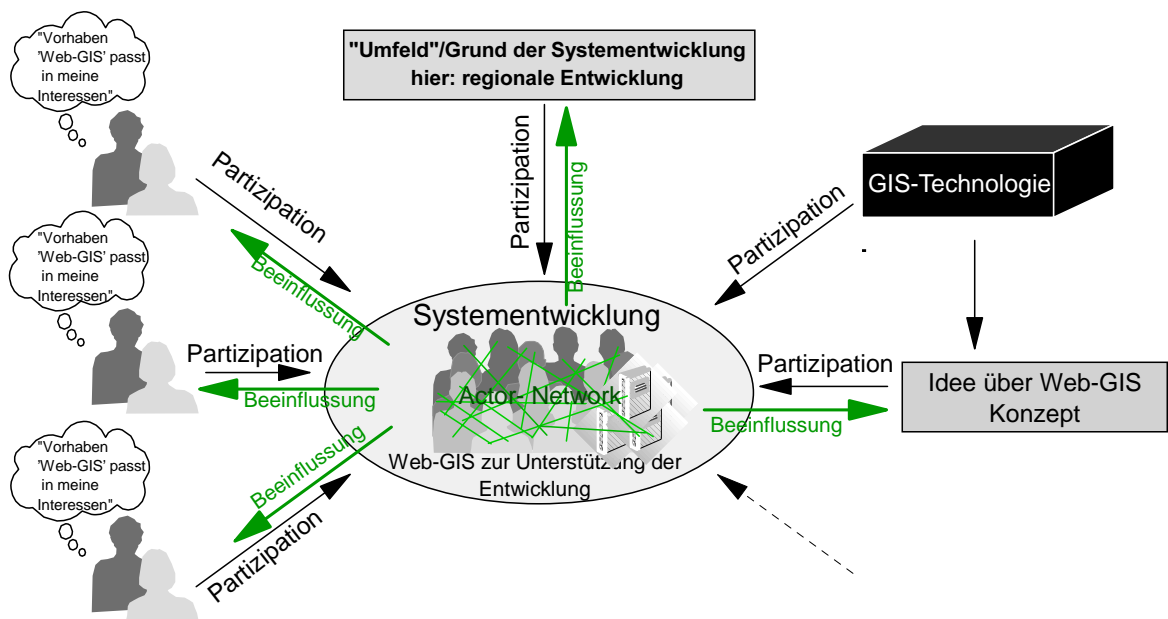 "Vorhaben
'Web-GIS' passt
in meine
Interessen"
"Umfeld"/Grund der Systementwicklung
hier: regionale Entwicklung
GIS-Technologie
Partizipation
Beeinflussung
Partizipation
Beeinflussung
Partizipation
"Vorhaben
'Web-GIS' passt
in meine
Interessen"
Partizipation
Beeinflussung
Systementwicklung
Actor- Network
Web-GIS zur Unterstützung der
Entwicklung
Partizipation
Beeinflussung
Idee über Web-GIS
Konzept
"Vorhaben
'Web-GIS' passt
in meine
Interessen"
Beeinflussung
Partizipation